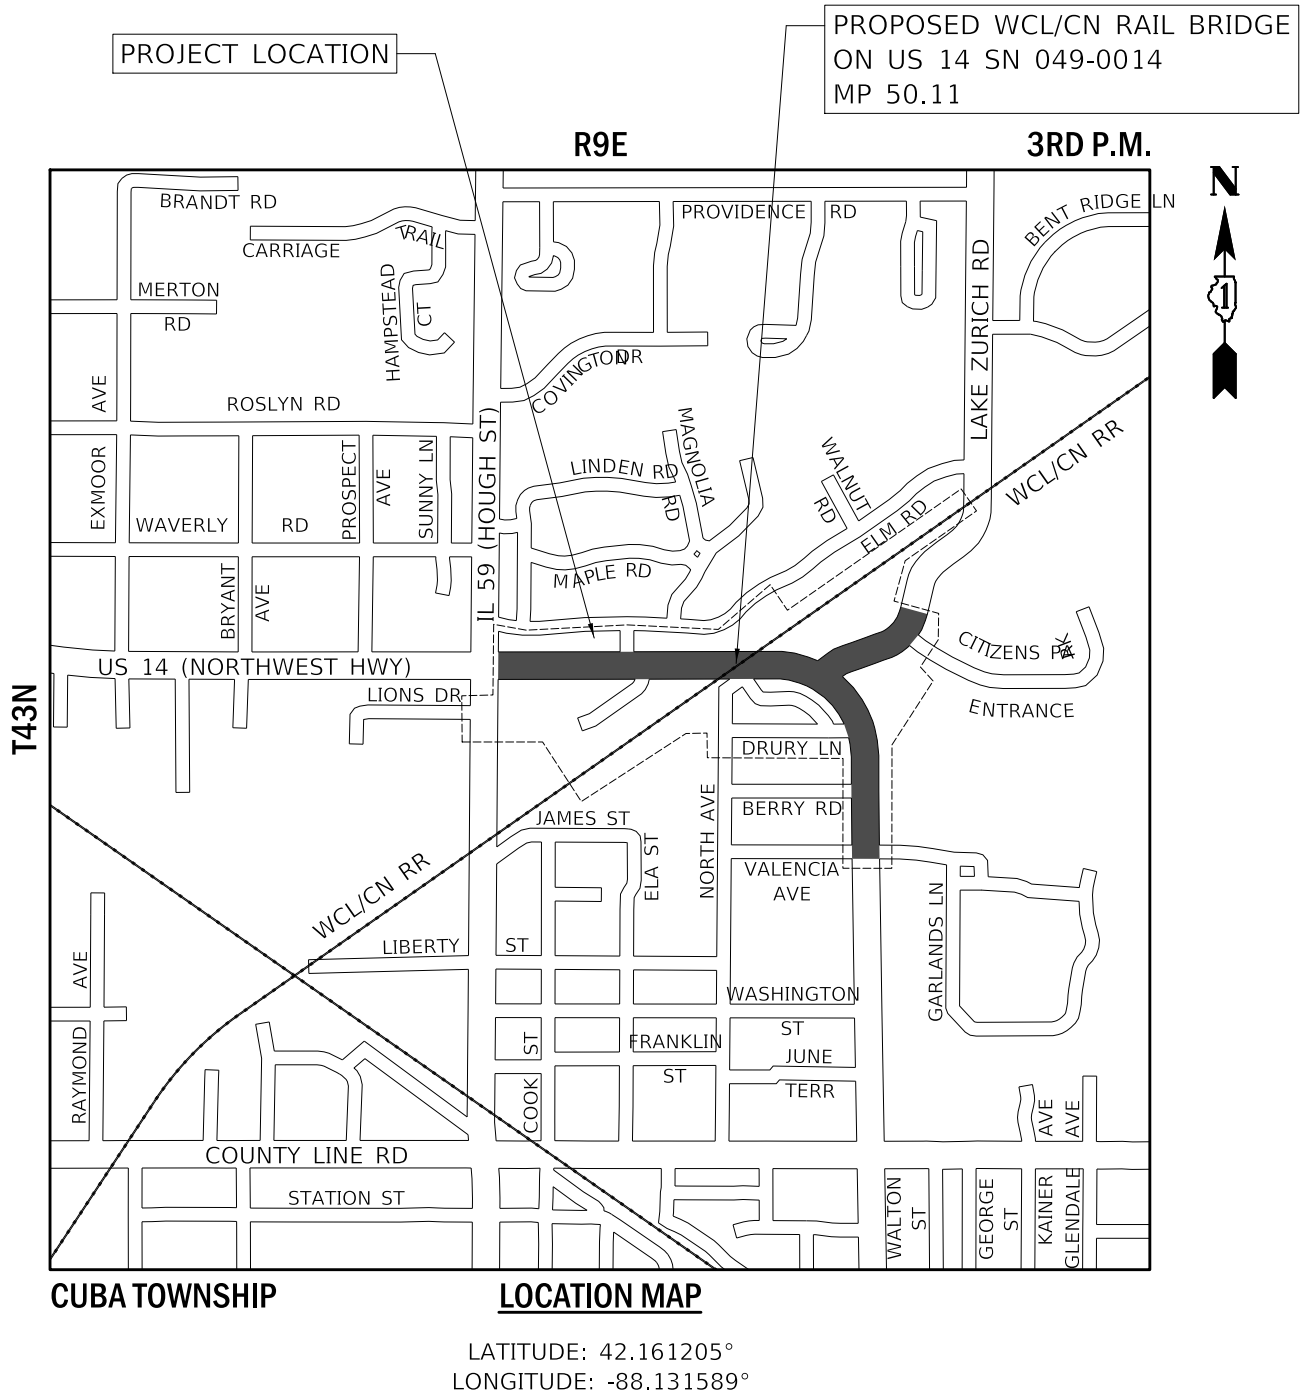 PROPOSED WCL/CN RAIL BRIDGE
ON US 14 SN 049-0014
MP 50.11
PROJECT LOCATION
R9E
3RD P.M.
N
1
BRANDT RD
PROVIDENCE RD
BENT RIDGE LN
CARRIAGE TRAIL
HAMPSTEAD
CT
MERTON
RD
LAKE ZURICH RD
COVINGTON DR
AVE
EXMOOR
ROSLYN RD
IL 59 (HOUGH ST)
MAGNOLIA
RD
WALNUT
RD
WCL/CN RR
LINDEN RD
PROSPECT
AVE
SUNNY LN
WAVERLY RD
ELM RD
MAPLE RD
BRYANT
AVE
US 14 (NORTHWEST HWY)
CITIZENS PARK
ENTRANCE
LIONS DR
T43N
DRURY LN
BERRY RD
JAMES ST
ELA ST
NORTH AVE
VALENCIA
AVE
WCL/CN RR
LIBERTY ST
GARLANDS LN
RAYMOND AVE
WASHINGTON
ST
FRANKLIN
ST
JUNE
TERR
COOK ST
COUNTY LINE RD
STATION ST
WALTON
ST
GEORGE
ST
KAINER AVE
GLENDALE AVE
CUBA TOWNSHIP
LOCATION MAP
LATITUDE: 42.161205°
LONGITUDE: -88.131589°